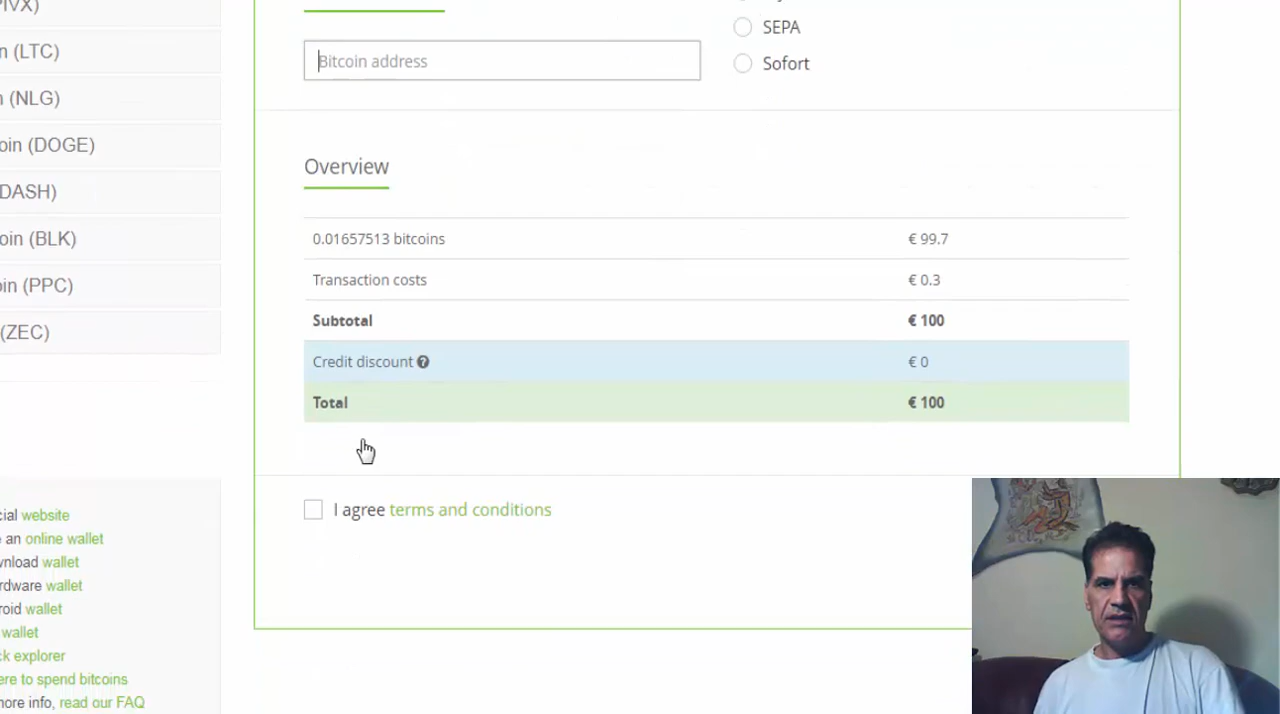 PIVX)
n (LTC)
n (NLG)
oin (DOGE)
DASH)
oin (BLK)
oin (PPC)
(ZEC)
cial website
e an online wallet
wnload wallet
rdware wallet
roid wallet
wallet
ck explorer
ere to spend bitcoins
more info, read our FAQ
SEPA
Bitcoin address
Sofort
Overview
0.01657513 bitcoins € 99.7
Transaction costs € 0.3
Subtotal € 100
Credit discount ? € 0
Total € 100
I agree terms and conditions